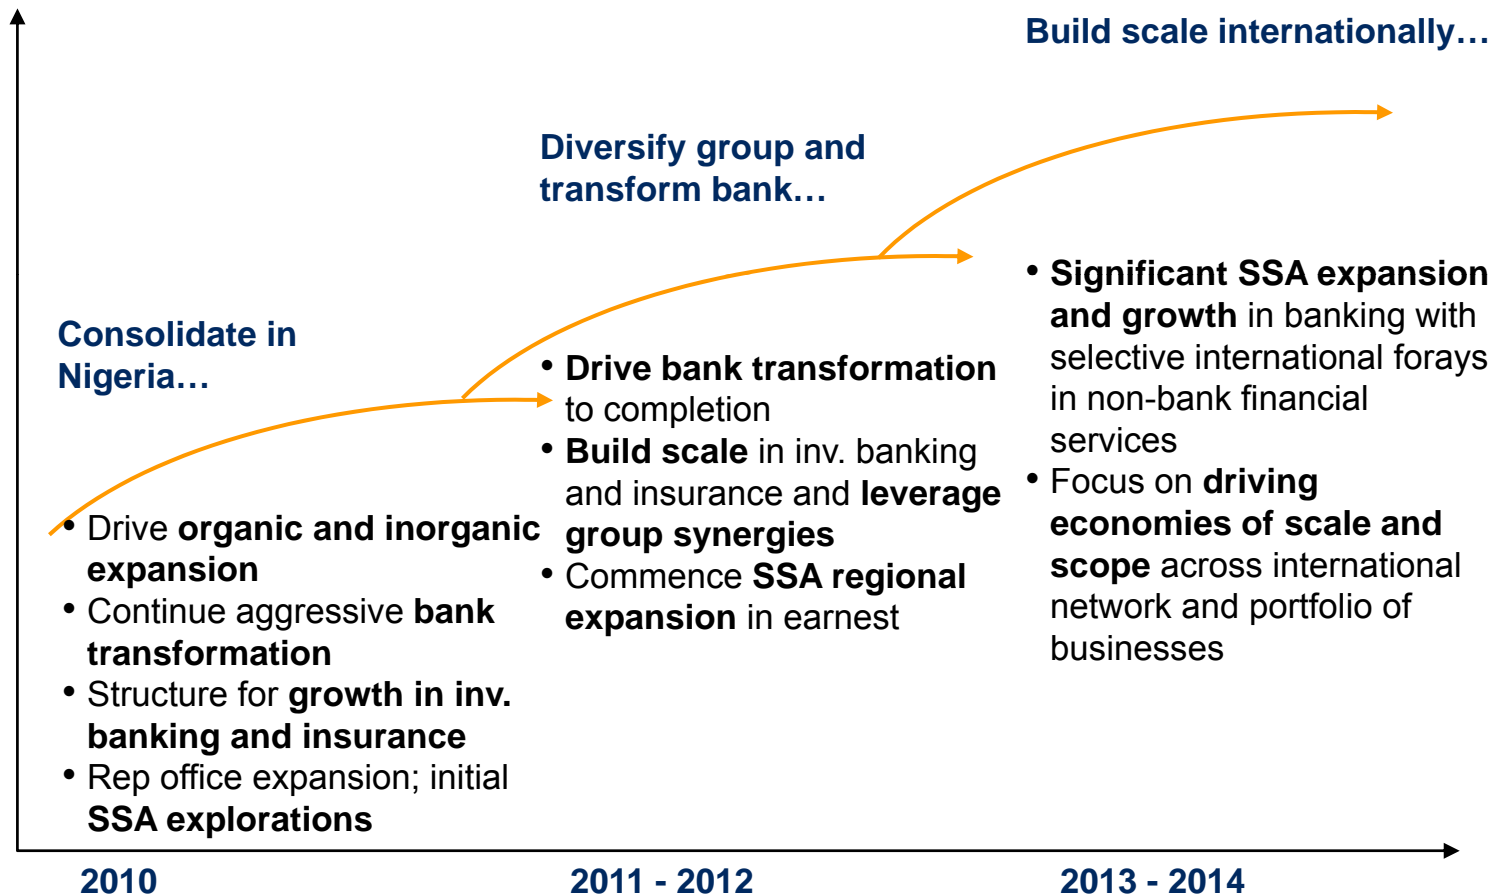 Build scale internationally…
Diversify group and
transform bank…
Consolidate in
Nigeria…
• Drive organic and inorganic
expansion
• Continue aggressive bank
transformation
• Structure for growth in inv.
banking and insurance
• Rep office expansion; initial
SSA explorations
• Drive bank transformation
to completion
• Build scale in inv. banking
and insurance and leverage
group synergies
• Commence SSA regional
expansion in earnest
• Significant SSA expansion
and growth in banking with
selective international forays
in non-bank financial
services
• Focus on driving
economies of scale and
scope across international
network and portfolio of
businesses
2010
2011 - 2012
2013 - 2014